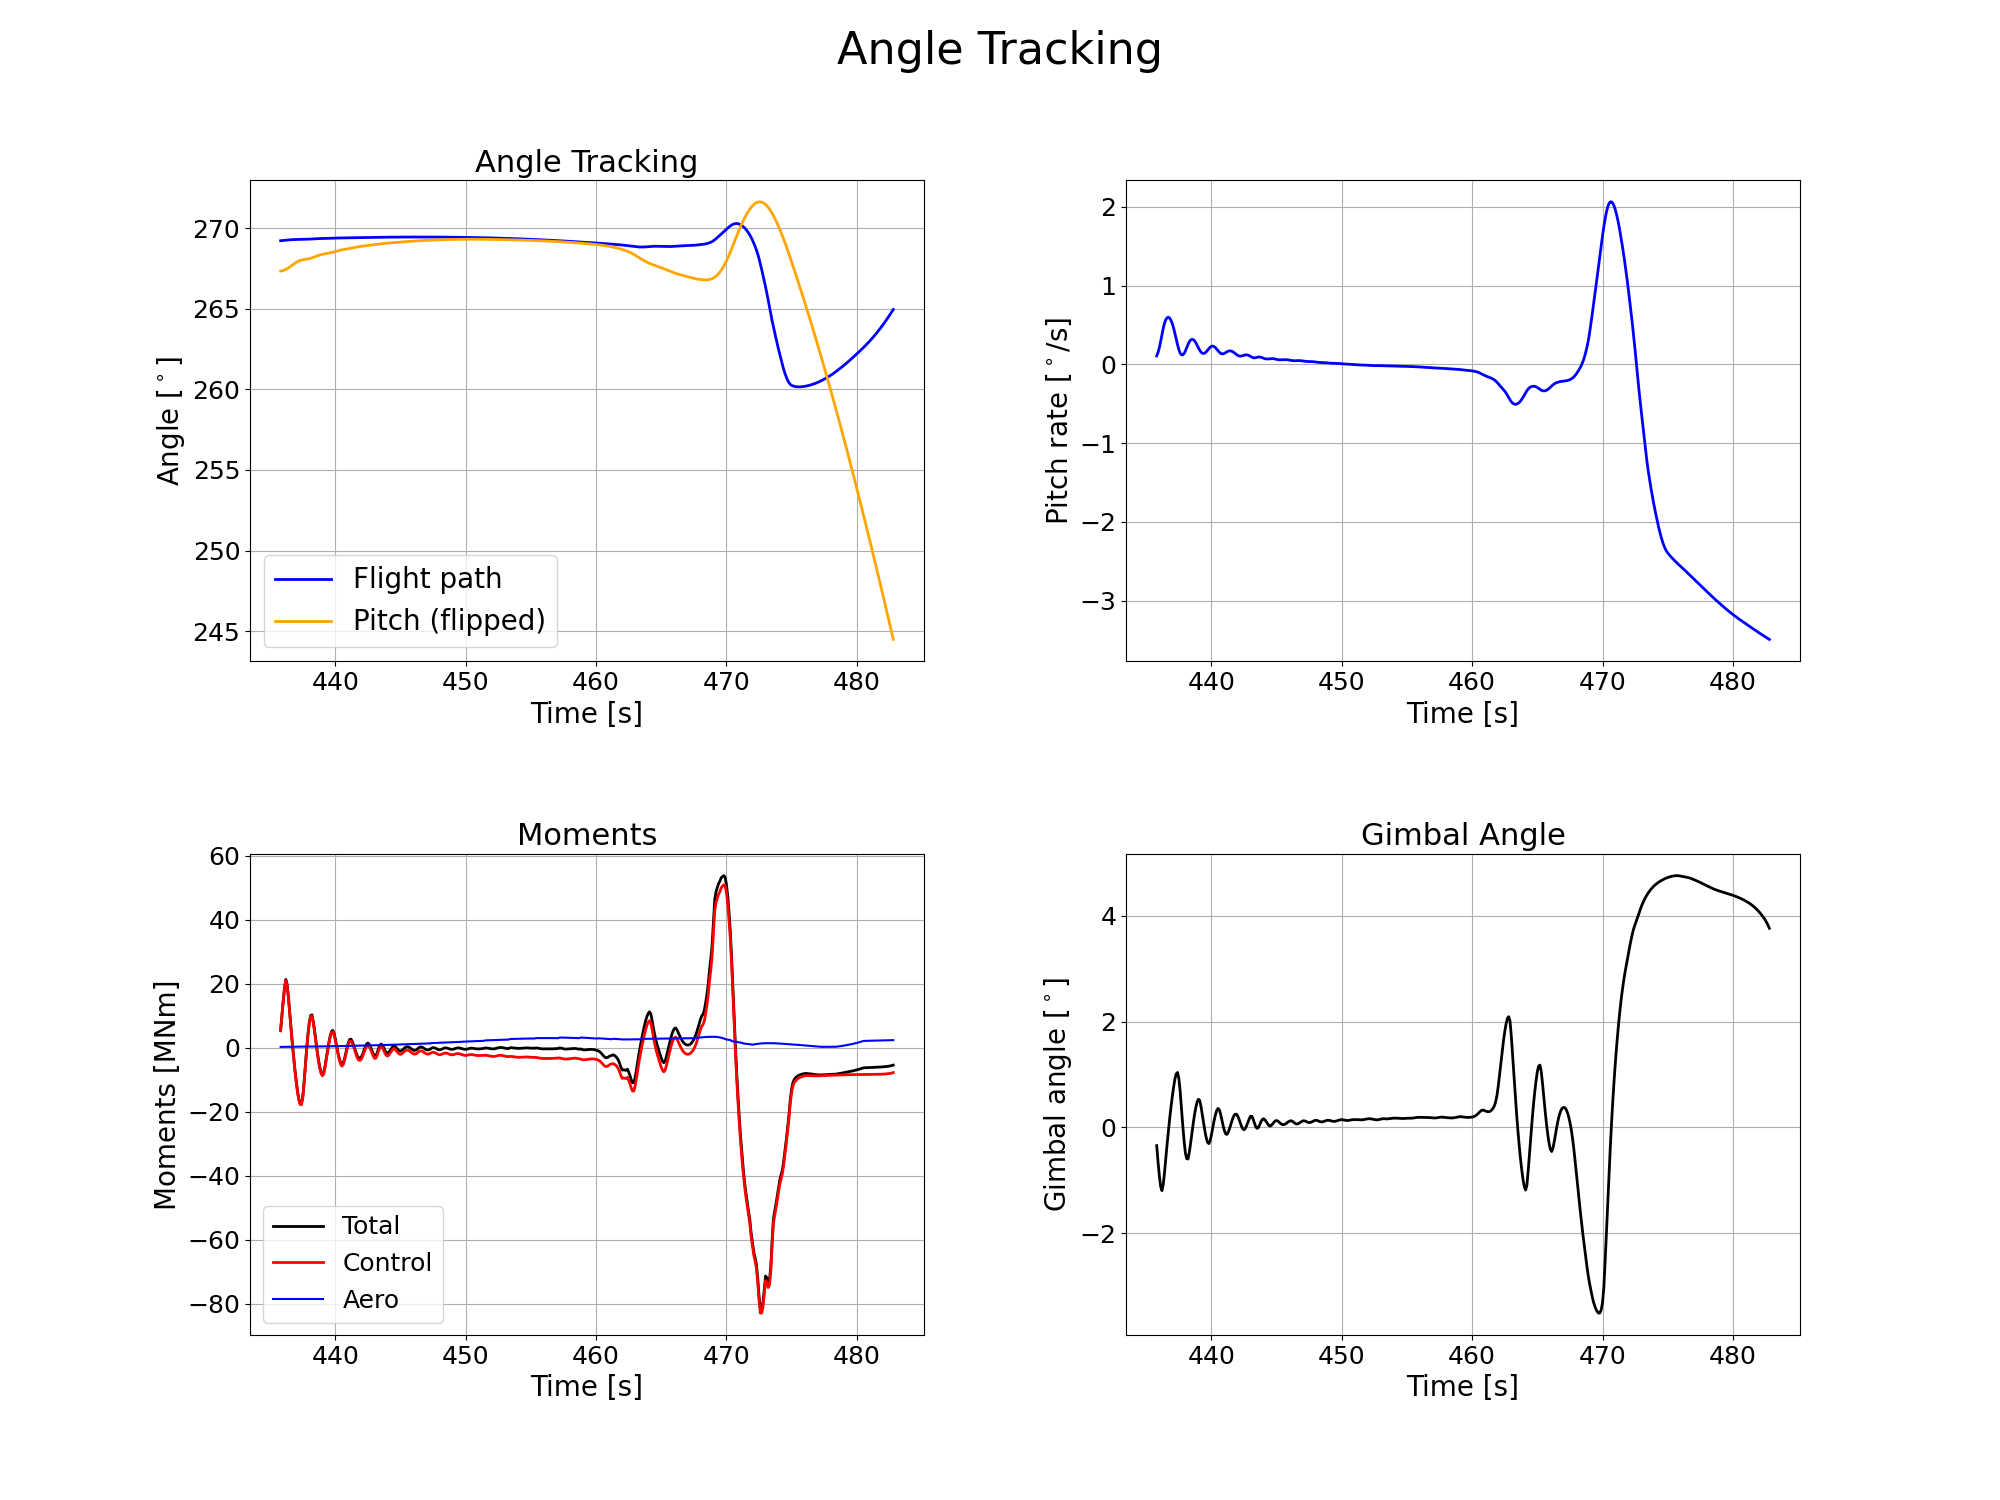 Angle Tracking
Angle Tracking
270
265
260
255
250
245
Angle [°]
Flight path
Pitch (flipped)
440 450 460 470 480
Time [s]
2
1
0
−1
−2
−3
Pitch rate [°/s]
440 450 460 470 480
Time [s]
Moments
60
40
20
0
−20
−40
−60
−80
Moments [MNm]
Total
Control
Aero
440 450 460 470 480
Time [s]
Gimbal Angle
4
2
0
−2
Gimbal angle [°]
440 450 460 470 480
Time [s]